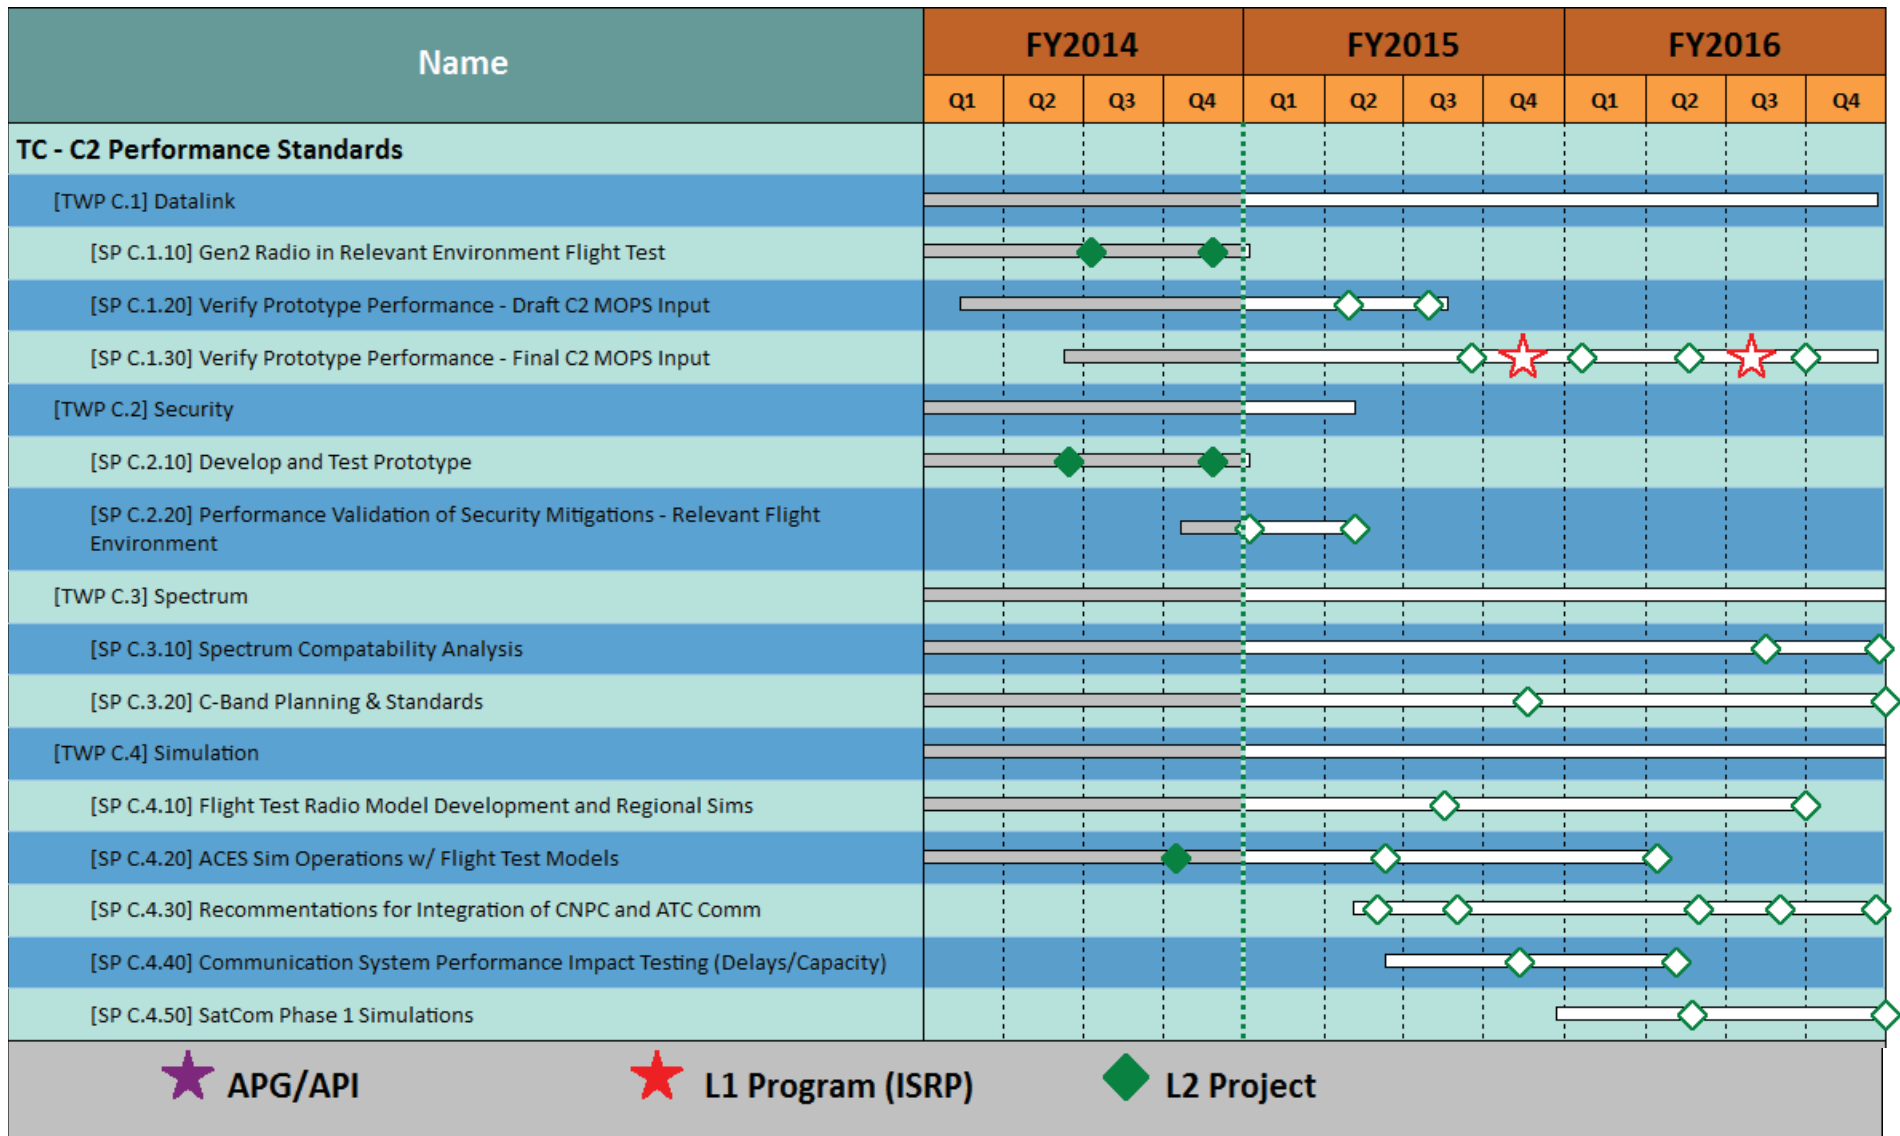 Name
FY2014 FY2015 FY2016
Q1 Q2 Q3 Q4 Q1 Q2 Q3 Q4 Q1 Q2 Q3 Q4
TC - C2 Performance Standards
[TWP C.1] Datalink
[SP C.1.10] Gen2 Radio in Relevant Environment Flight Test
[SP C.1.20] Verify Prototype Performance - Draft C2 MOPS Input
[SP C.1.30] Verify Prototype Performance - Final C2 MOPS Input
[TWP C.2] Security
[SP C.2.10] Develop and Test Prototype
[SP C.2.20] Performance Validation of Security Mitigations - Relevant Flight
Environment
[TWP C.3] Spectrum
[SP C.3.10] Spectrum Compatability Analysis
[SP C.3.20] C-Band Planning & Standards
[TWP C.4] Simulation
[SP C.4.10] Flight Test Radio Model Development and Regional Sims
[SP C.4.20] ACES Sim Operations w/ Flight Test Models
[SP C.4.30] Recommentations for Integration of CNPC and ATC Comm
[SP C.4.40] Communication System Performance Impact Testing (Delays/Capacity)
[SP C.4.50] SatCom Phase 1 Simulations
APG/API L1 Program (ISRP) L2 Project